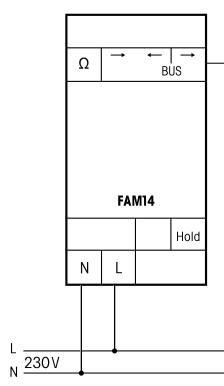 Ω → ← →
BUS
FAM14
Hold
N L
L
230V
N